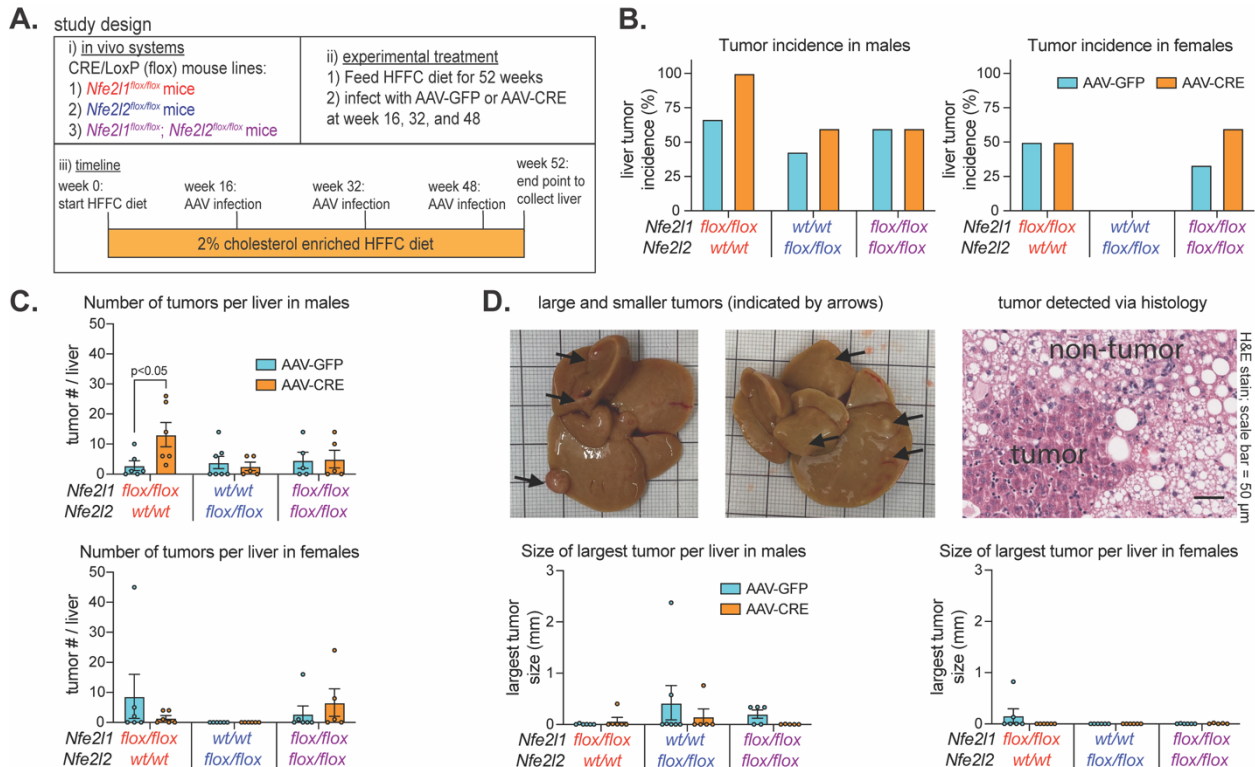 A.
study design
i) in vivo systems
CRE/LoxP (flox) mouse lines:
1) Nfe2l1flox/flox mice
2) Nfe2l2flox/flox mice
3) Nfe2l1flox/flox; Nfe2l2flox/flox mice
ii) experimental treatment
1) Feed HFFC diet for 52 weeks
2) infect with AAV-GFP or AAV-CRE
at week 16, 32, and 48
iii) timeline
week 0:
start HFFC diet
week 16:
AAV infection
week 32:
AAV infection
week 48:
AAV infection
week 52:
end point to
collect liver
2% cholesterol enriched HFFC diet
B.
Tumor incidence in males
liver tumor
incidence (%)
100
75
50
25
0
Nfe2l1 flox/flox wt/wt flox/flox
Nfe2l2 wt/wt flox/flox flox/flox
Tumor incidence in females
AAV-GFP AAV-CRE
liver tumor
incidence (%)
100
75
50
25
0
Nfe2l1 flox/flox wt/wt flox/flox
Nfe2l2 wt/wt flox/flox flox/flox
C.
Number of tumors per liver in males
tumor # / liver
50
40
30
20
10
0
p<0.05
AAV-GFP
AAV-CRE
Nfe2l1 flox/flox wt/wt flox/flox
Nfe2l2 wt/wt flox/flox flox/flox
Number of tumors per liver in females
tumor # / liver
50
40
30
20
10
0
Nfe2l1 flox/flox wt/wt flox/flox
Nfe2l2 wt/wt flox/flox flox/flox
D.
large and smaller tumors (indicated by arrows)
tumor detected via histology
non-tumor
tumor
H&E stain; scale bar = 50 µm
Size of largest tumor per liver in males
largest tumor
size (mm)
3
2
1
0
AAV-GFP
AAV-CRE
Nfe2l1 flox/flox wt/wt flox/flox
Nfe2l2 wt/wt flox/flox flox/flox
Size of largest tumor per liver in females
largest tumor
size (mm)
3
2
1
0
Nfe2l1 flox/flox wt/wt flox/flox
Nfe2l2 wt/wt flox/flox flox/flox